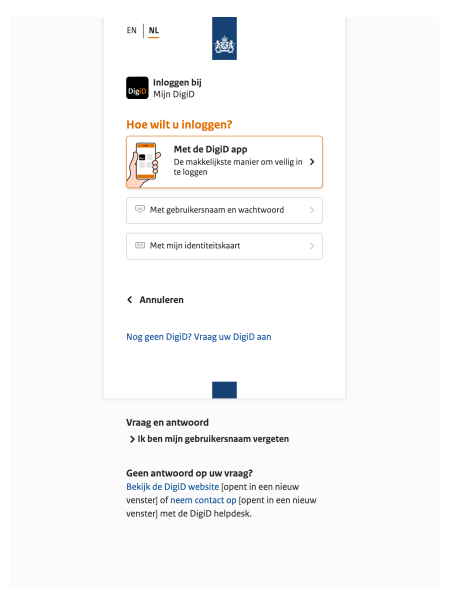 EN | NL
DigiD
Inloggen bij
Mijn DigiD
Hoe wilt u inloggen?
Met de DigiD app
De makkelijkste manier om veilig in
te loggen
Met gebruikersnaam en wachtwoord
Met mijn identiteitskaart
Annuleren
Nog geen DigiD? Vraag uw DigiD aan
Vraag en antwoord
Ik ben mijn gebruikersnaam vergeten
Geen antwoord op uw vraag?
Bekijk de DigiD website [opent in een nieuw
venster] of neem contact op [opent in een nieuw
venster] met de DigiD helpdesk.